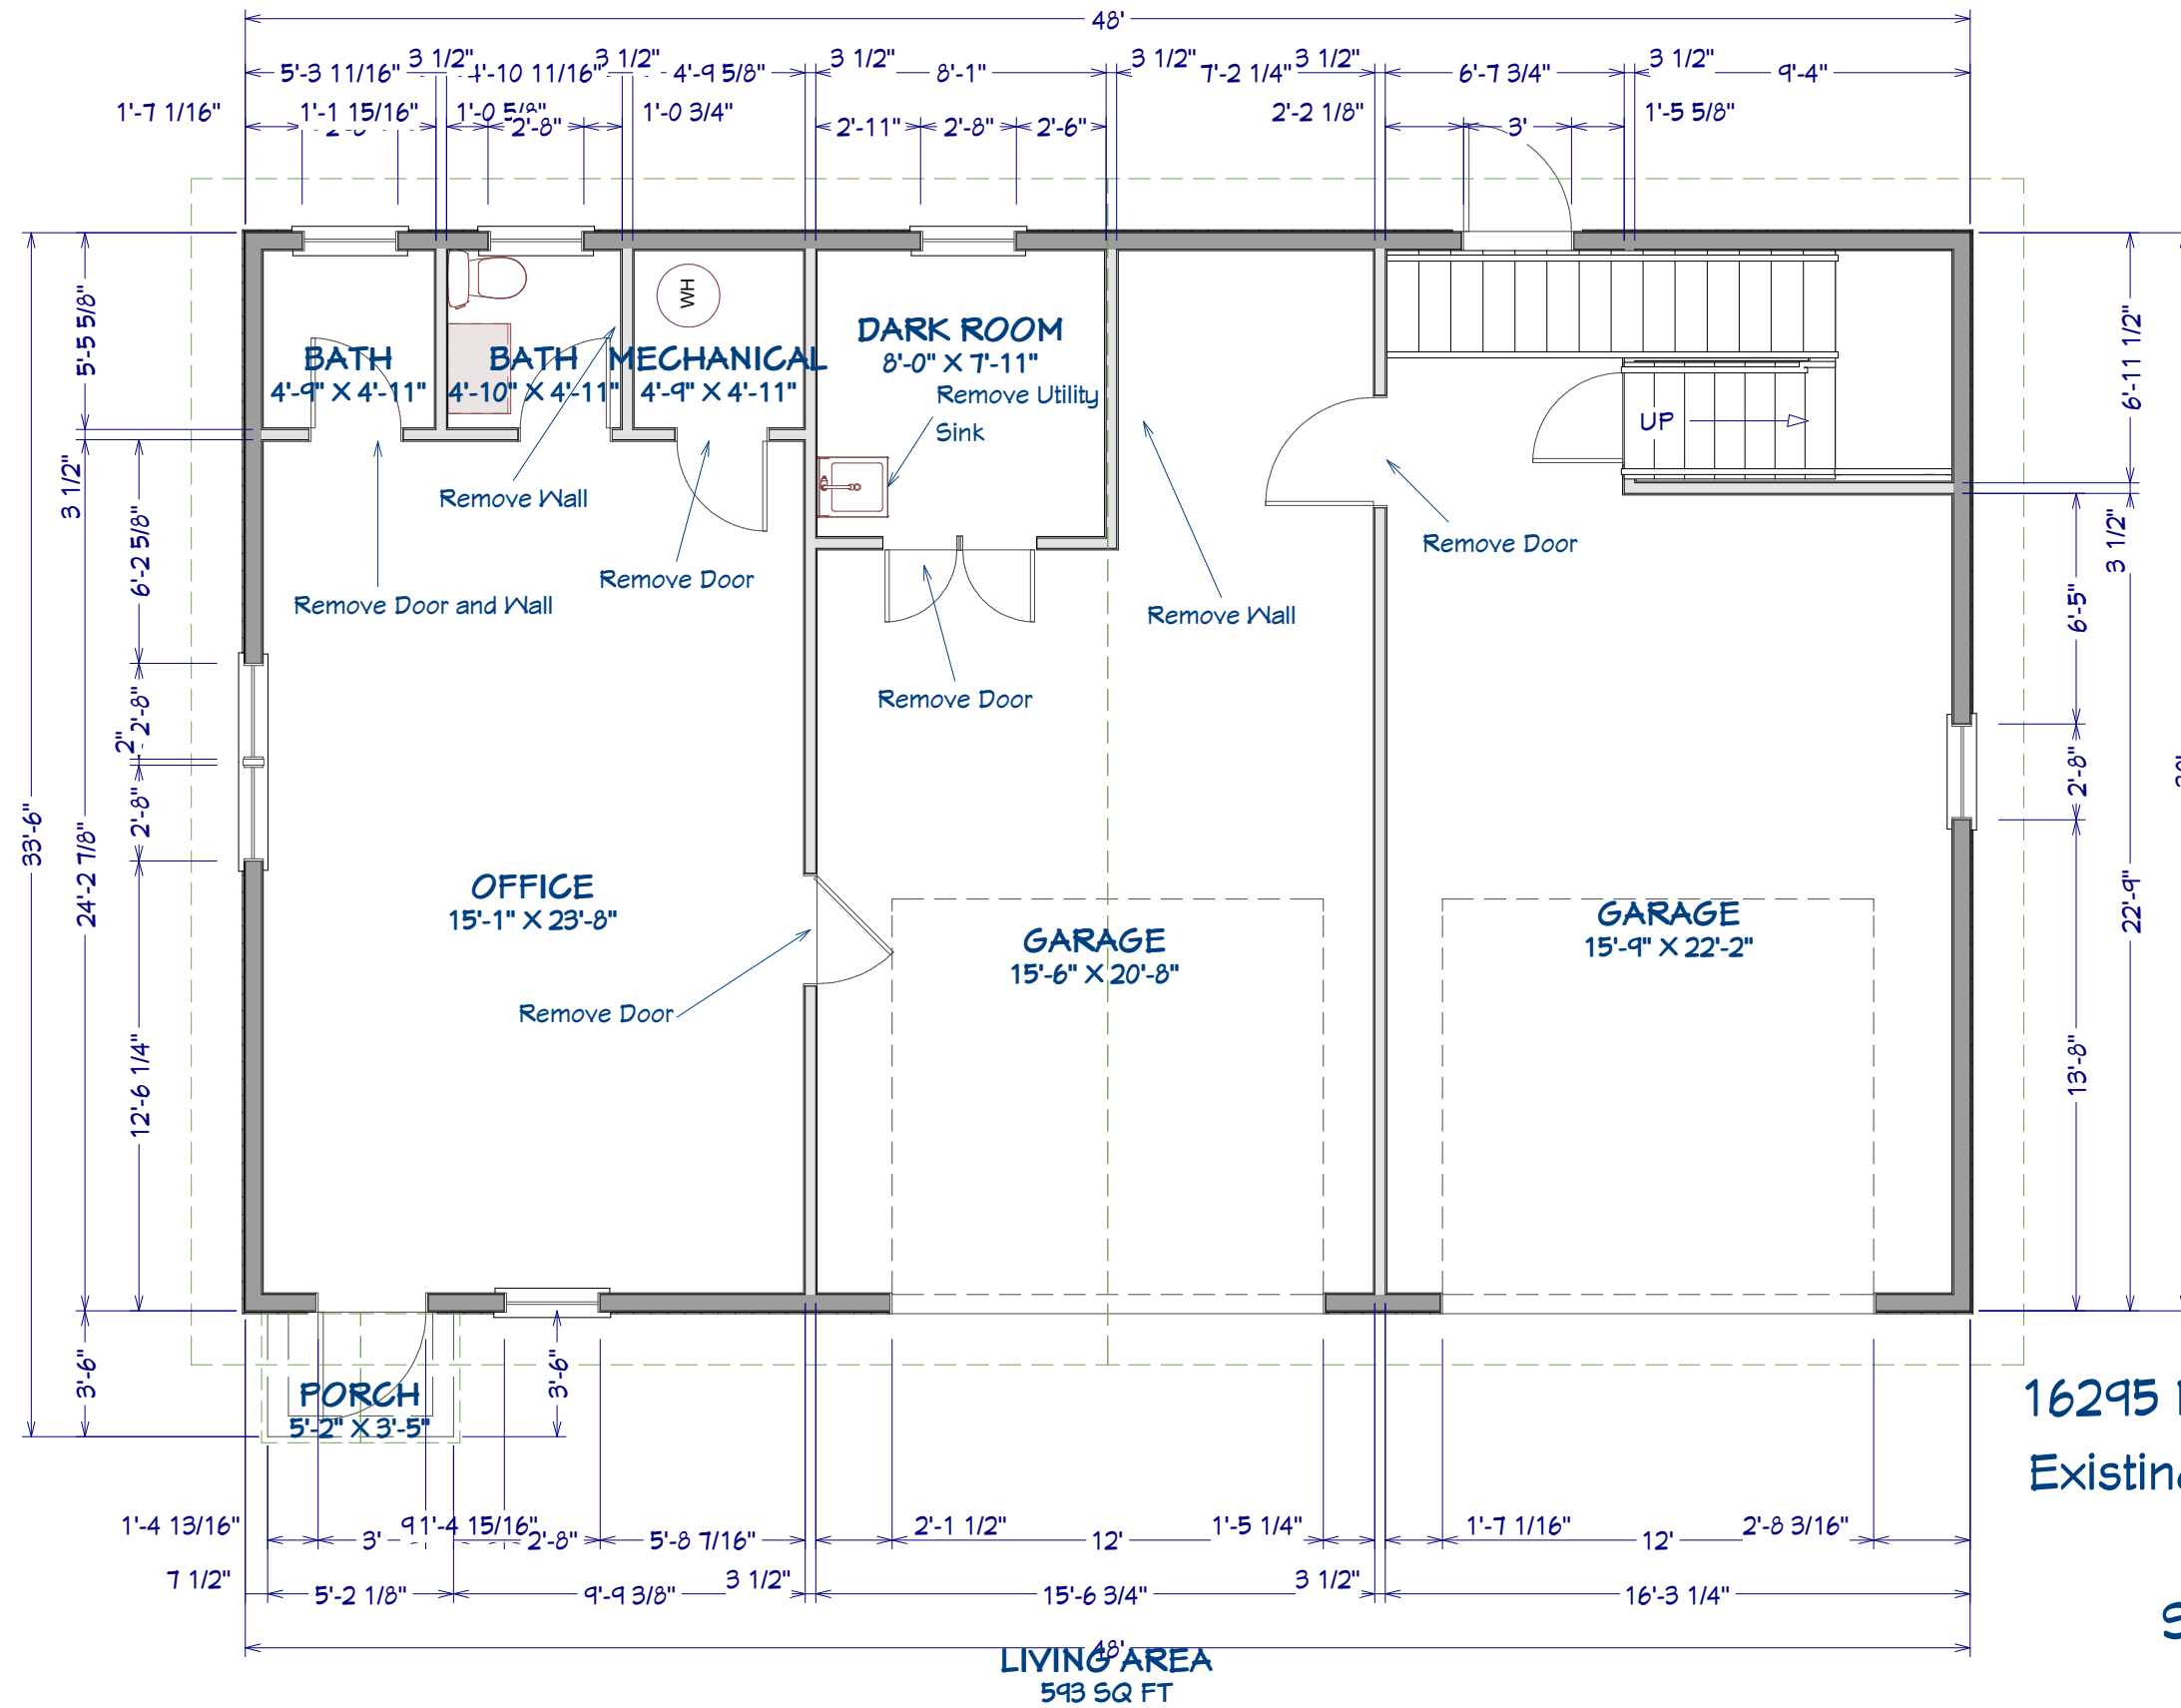 48'
3 1/2" 3 1/2" 3 1/2" 3 1/2" 3 1/2" 3 1/2"
5'-3 11/16" 4'-9 5/8" 8'-1" 7'-2 1/4" 6'-7 3/4" 9'-4"
1'-7 1/16" 1'-1 15/16" 1'-0 5/8" 1'-0 3/4" 2'-2 1/8" 1'-5 5/8"
2'-8" 2'-11" 2'-8" 2'-6" 3'
WH
DARK ROOM
8'-0" X 7'-11"
BATH BATH MECHANICAL
4'-9" X 4'-11" 4'-10" X 4'-11" 4'-9" X 4'-11"
Remove Utility
Sink
UP
Remove Wall
Remove Door
Remove Door
Remove Door and Wall
Remove Wall
Remove Door
5'-5 5/8"
3 1/2"
6'-2 5/8"
2'-8"
2"
2'-8"
33'-6"
24'-2 7/8"
12'-6 1/4"
3'-6"
6'-11 1/2"
3 1/2"
6'-5"
2'-8"
22'-9"
13'-8"
OFFICE
15'-1" X 23'-8"
GARAGE
15'-9" X 22'-2"
GARAGE
15'-6" X 20'-8"
Remove Door
3'-6"
PORCH
5'-2" X 3'-5"
16295
Existin
1'-4 13/16" 1'-4 15/16" 2'-1 1/2" 1'-5 1/4" 1'-7 1/16" 2'-8 3/16"
3' 2'-8" 5'-8 7/16" 12' 12'
7 1/2" 5'-2 1/8" 9'-9 3/8" 3 1/2" 15'-6 3/4" 3 1/2" 16'-3 1/4"
48'
LIVING AREA
593 SQ FT